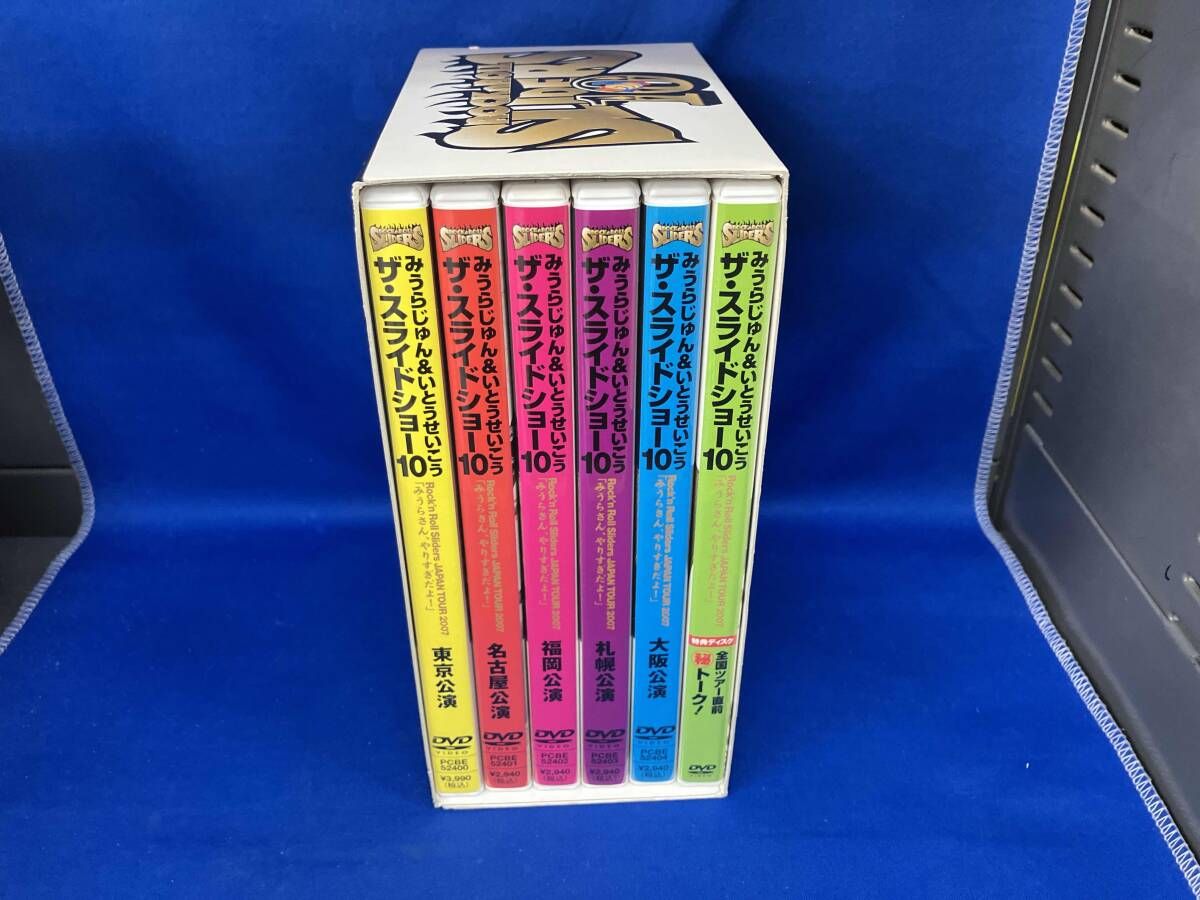 ROCK'N ROLL
SLIDERS
SLIDERS
みうらじゅん&いとうせいこう
ザ・スライドショー10
Rock'n Roll Sliders JAPAN TOUR 2007
「みうらさん、やりすぎだよ!」
東京公演
DVD
VIDEO
PCBE
52400
¥3,990
(税込)
SLIDERS
みうらじゅん&いとうせいこう
ザ・スライドショー10
Rock'n Roll Sliders JAPAN TOUR 2007
「みうらさん、やりすぎだよ!」
名古屋公演
DVD
VIDEO
PCBE
52401
¥2,940
(税込)
SLIDERS
みうらじゅん&いとうせいこう
ザ・スライドショー10
Rock'n Roll Sliders JAPAN TOUR 2007
「みうらさん、やりすぎだよ!」
福岡公演
DVD
VIDEO
PCBE
52402
¥2,940
(税込)
SLIDERS
みうらじゅん&いとうせいこう
ザ・スライドショー10
Rock'n Roll Sliders JAPAN TOUR 2007
「みうらさん、やりすぎだよ!」
札幌公演
DVD
VIDEO
PCBE
52403
¥2,940
(税込)
SLIDERS
みうらじゅん&いとうせいこう
ザ・スライドショー10
Rock'n Roll Sliders JAPAN TOUR 2007
「みうらさん、やりすぎだよ!」
大阪公演
DVD
VIDEO
PCBE
52404
¥2,940
(税込)
SLIDERS
みうらじゅん&いとうせいこう
ザ・スライドショー10
Rock'n Roll Sliders JAPAN TOUR 2007
「みうらさん、やりすぎだよ!」
特典ディスク
全国ツアー直前
㊙トーク!
DVD